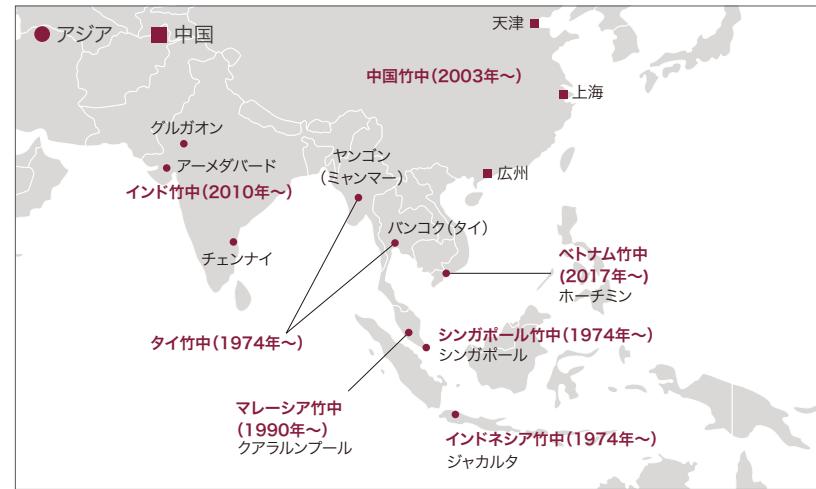 アジア
中国
天津
中国竹中（2003年～）
上海
グルガオン
アーメダバード
インド竹中（2010年～）
ヤンゴン
（ミャンマー）
広州
バンコク（タイ）
チェンナイ
ベトナム竹中
（2017年～）
ホーチミン
タイ竹中（1974年～）
シンガポール竹中（1974年～）
シンガポール
マレーシア竹中
（1990年～）
クアラルンプール
インドネシア竹中（1974年～）
ジャカルタ